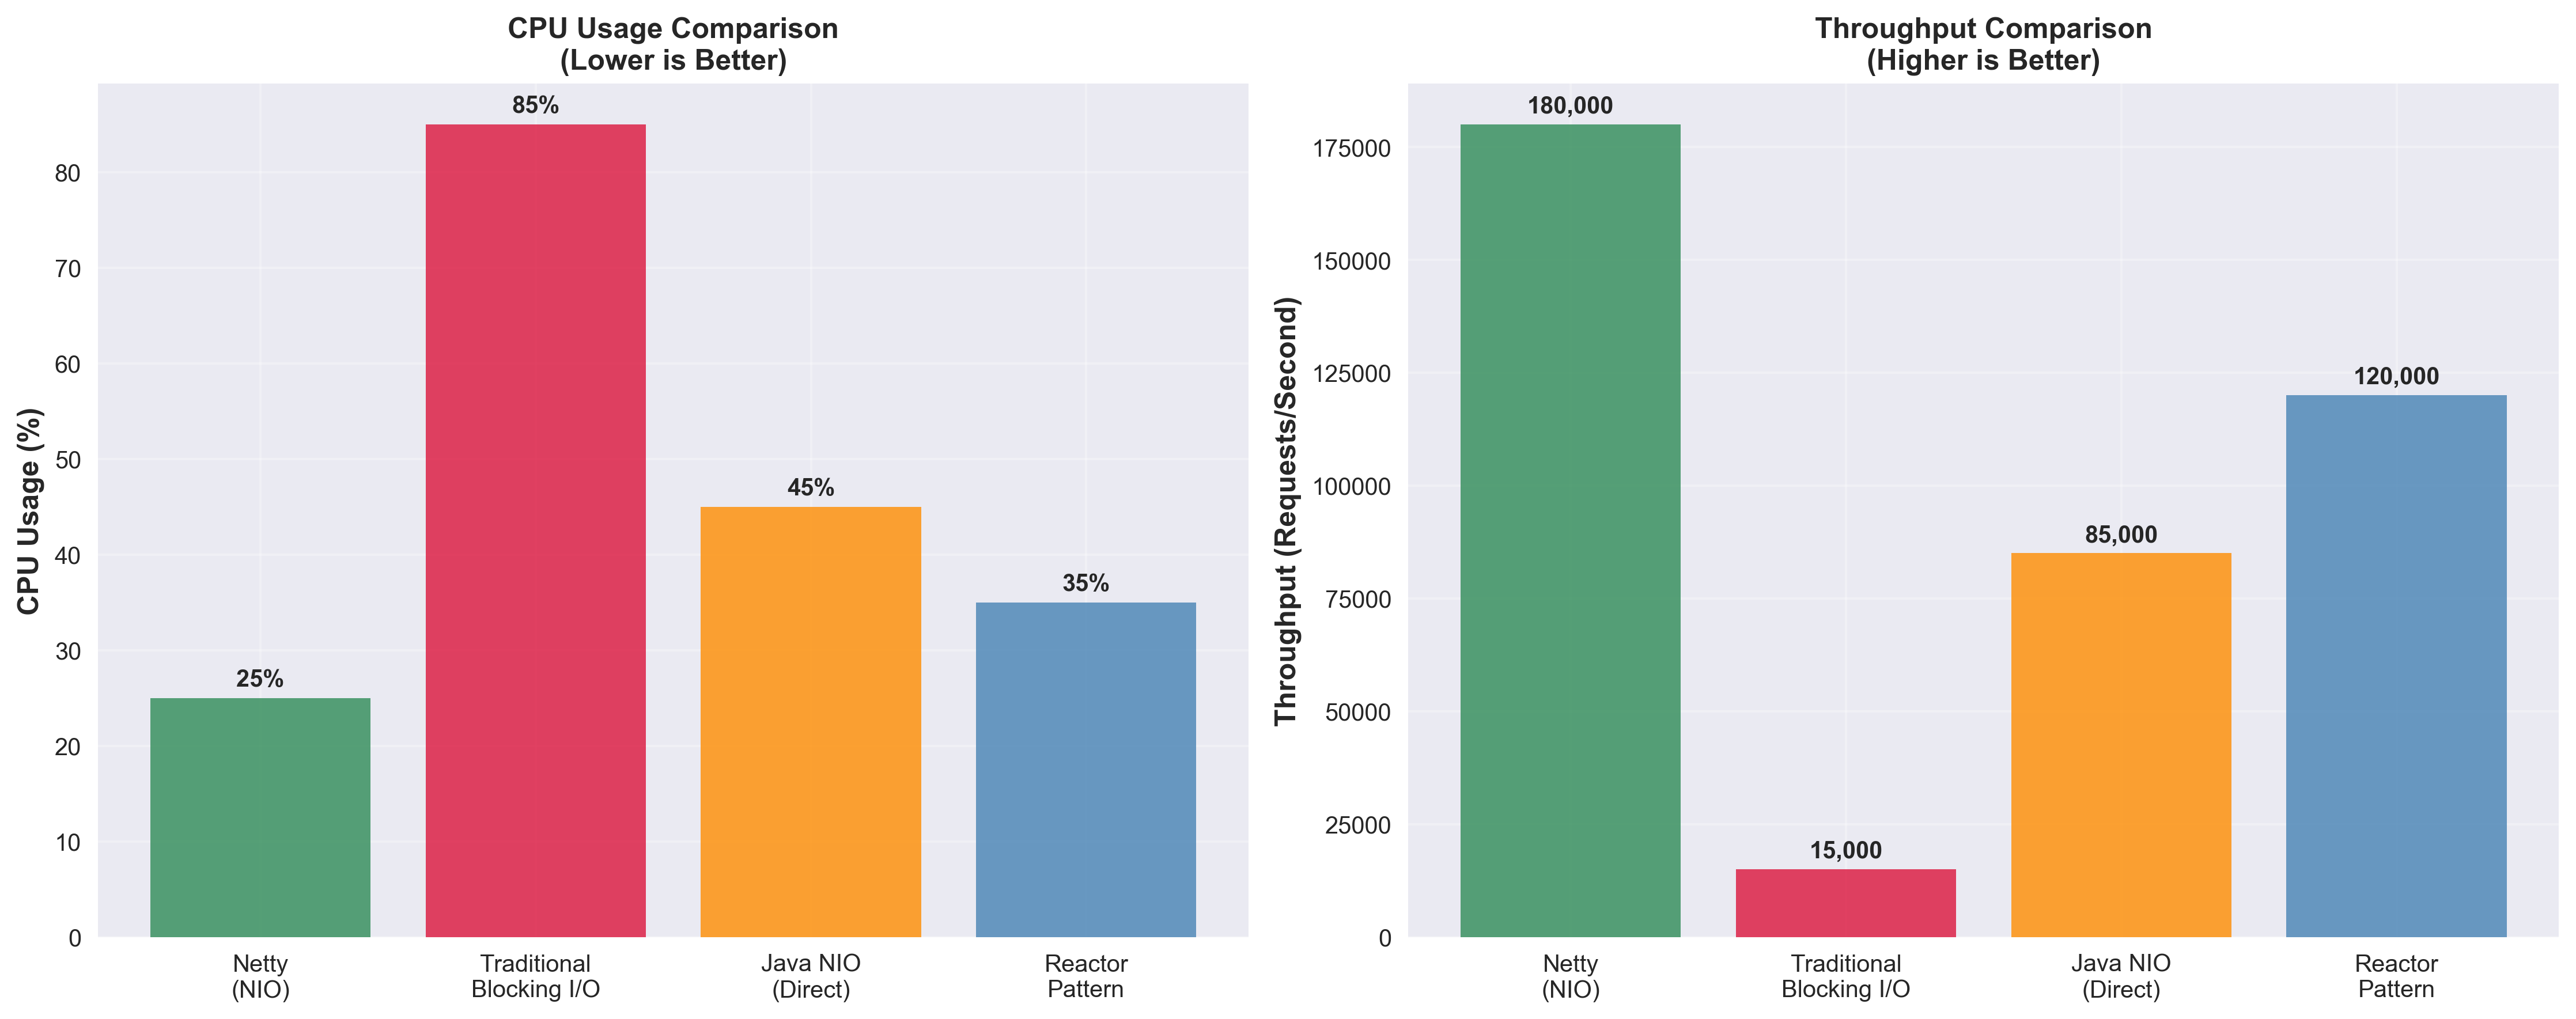 CPU Usage Comparison
(Lower is Better)
CPU Usage (%)
80
70
60
50
40
30
20
10
0
85%
45%
35%
25%
Netty
(NIO)
Traditional
Blocking I/O
Java NIO
(Direct)
Reactor
Pattern
Throughput Comparison
(Higher is Better)
Throughput (Requests/Second)
175000
150000
125000
100000
75000
50000
25000
0
180,000
120,000
85,000
15,000
Netty
(NIO)
Traditional
Blocking I/O
Java NIO
(Direct)
Reactor
Pattern